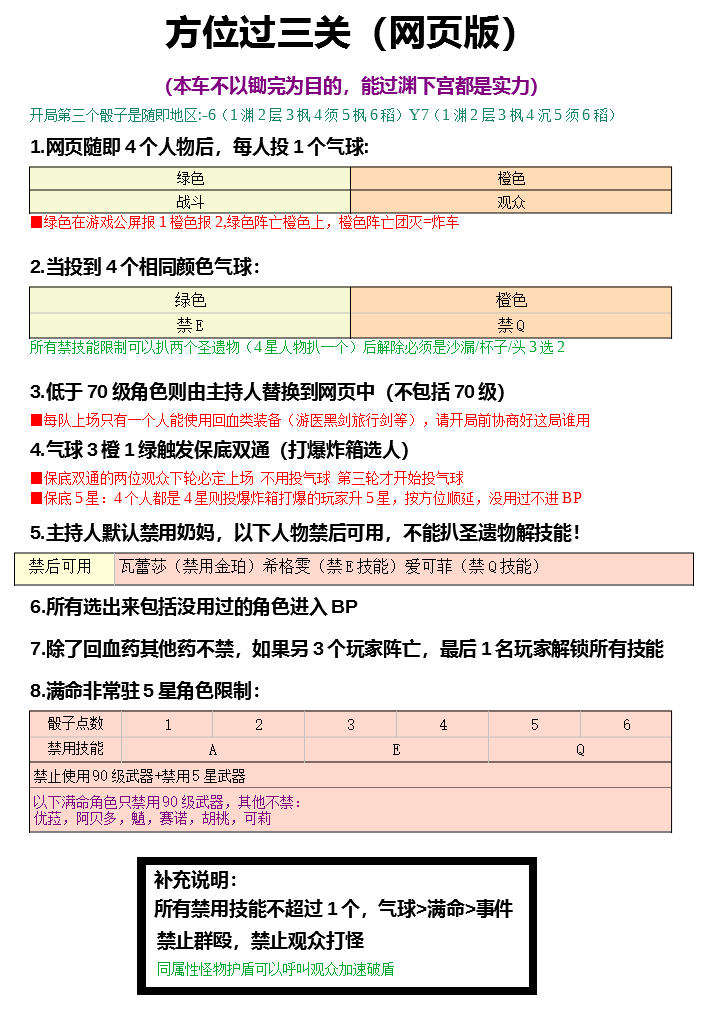 方位过三关（网页版）
（本车不以锄完为目的，能过渊下宫都是实力）
开局第三个骰子是随即地区:-6（1渊2层3枫4须5枫6稻）Y7（1渊2层3枫4沉5须6稻）
1.网页随即4个人物后，每人投1个气球:
绿色 橙色
战斗 观众
■绿色在游戏公屏报1橙色报2,绿色阵亡橙色上，橙色阵亡团灭=炸车
2.当投到4个相同颜色气球：
绿色 橙色
禁E 禁Q
所有禁技能限制可以扒两个圣遗物（4星人物扒一个）后解除必须是沙漏/杯子/头3选2
3.低于70级角色则由主持人替换到网页中（不包括70级）
■每队上场只有一个人能使用回血类装备（游医黑剑旅行剑等），请开局前协商好这局谁用
4.气球3橙1绿触发保底双通（打爆炸箱选人）
■保底双通的两位观众下轮必定上场 不用投气球 第三轮才开始投气球
■保底5星：4个人都是4星则投爆炸箱打爆的玩家升5星，按方位顺延，没用过不进BP
5.主持人默认禁用奶妈，以下人物禁后可用，不能扒圣遗物解技能！
禁后可用 瓦蕾莎（禁用金珀）希格雯（禁E技能）爱可菲（禁Q技能）
6.所有选出来包括没用过的角色进入BP
7.除了回血药其他药不禁，如果另3个玩家阵亡，最后1名玩家解锁所有技能
8.满命非常驻5星角色限制：
骰子点数 1 2 3 4 5 6
禁用技能 A E Q
禁止使用90级武器+禁用5星武器
以下满命角色只禁用90级武器，其他不禁：
优菈，阿贝多，魈，赛诺，胡桃，可莉
补充说明：
所有禁用技能不超过1个，气球>满命>事件
禁止群殴，禁止观众打怪
同属性怪物护盾可以呼叫观众加速破盾